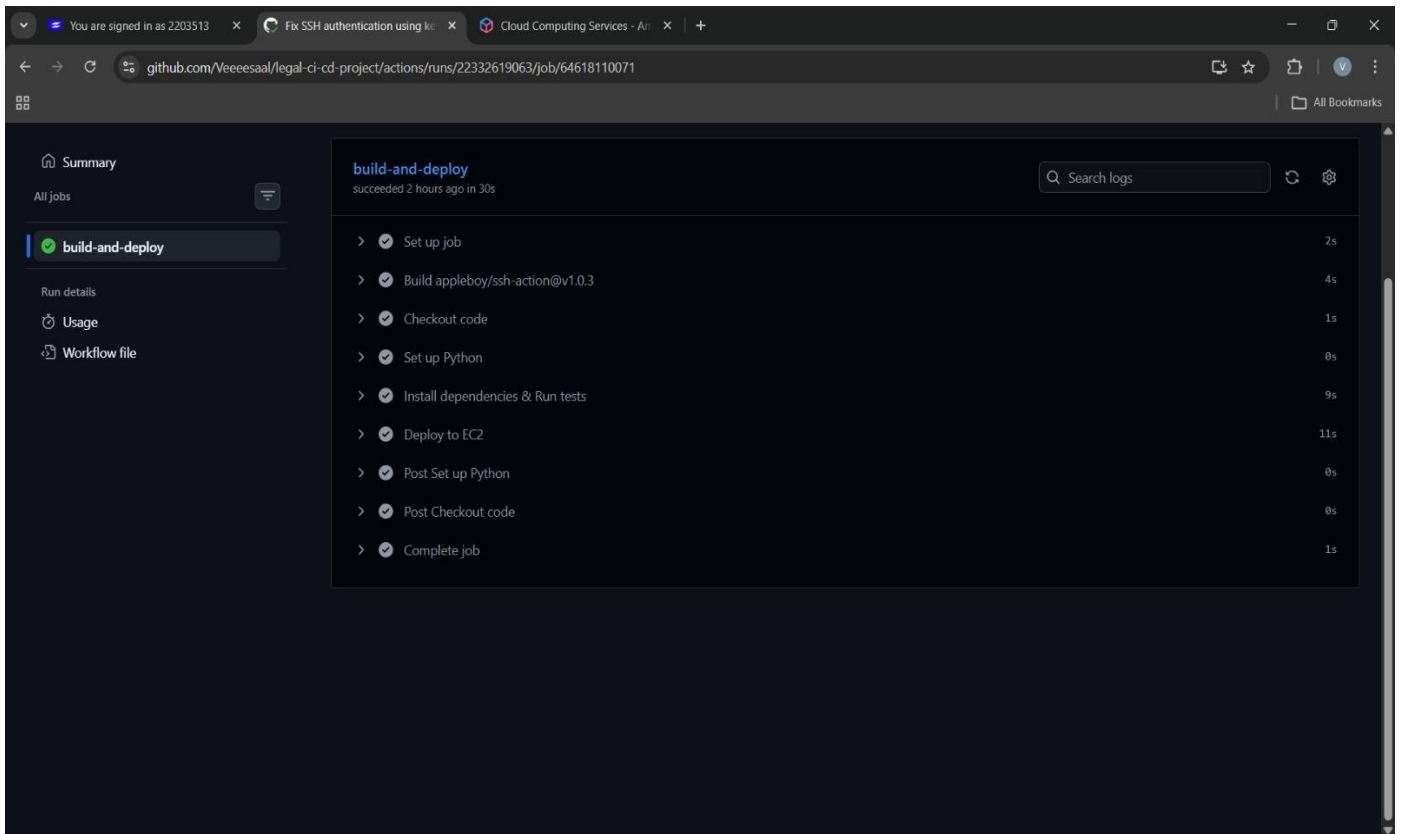 You are signed in as 2203513
Fix SSH authentication using ke
Cloud Computing Services - Am
github.com/Veeeesaal/legal-ci-cd-project/actions/runs/22332619063/job/64618110071
V
All Bookmarks
Summary
All jobs
build-and-deploy
Run details
Usage
Workflow file
build-and-deploy
succeeded 2 hours ago in 30s
Search logs
Set up job 2s
Build appleboy/ssh-action@v1.0.3 4s
Checkout code 1s
Set up Python 0s
Install dependencies & Run tests 9s
Deploy to EC2 11s
Post Set up Python 0s
Post Checkout code 0s
Complete job 1s